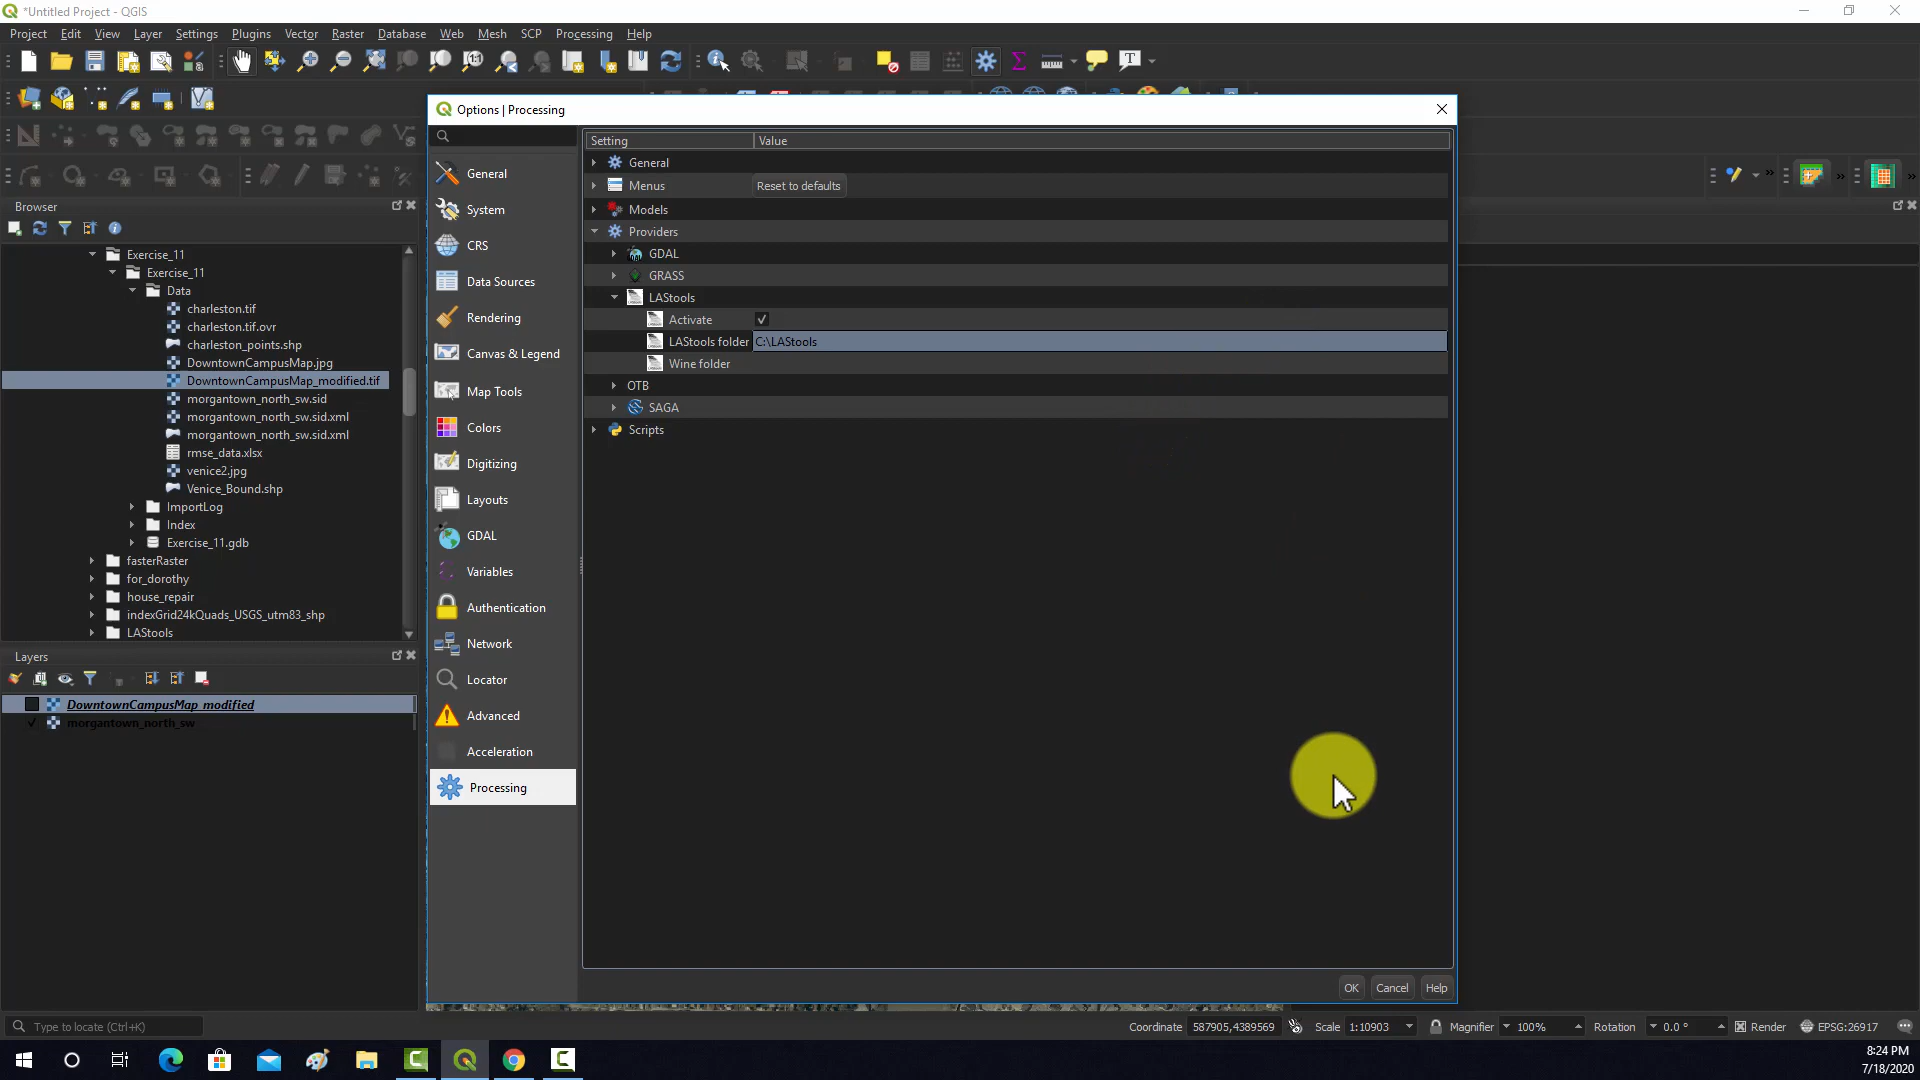 *Untitled Project - QGIS
Project Edit View Layer Settings Plugins Vector Raster Database Web Mesh SCP Processing Help
Options | Processing
Browser
Exercise_11
Exercise_11
Data
charleston.tif
charleston.tif.ovr
charleston_points.shp
DowntownCampusMap.jpg
DowntownCampusMap_modified.tif
morgantown_north_sw.sid
morgantown_north_sw.sid.xml
morgantown_north_sw.sid.xml
rmse_data.xlsx
venice2.jpg
Venice_Bound.shp
ImportLog
Index
Exercise_11.gdb
fasterRaster
for_dorothy
house_repair
indexGrid24kQuads_USGS_utm83_shp
LAStools
Layers
DowntownCampusMap_modified
morgantown_north_sw
General
System
CRS
Data Sources
Rendering
Canvas & Legend
Map Tools
Colors
Digitizing
Layouts
GDAL
Variables
Authentication
Network
Locator
Advanced
Acceleration
Processing
Setting Value
General
Menus Reset to defaults
Models
Providers
GDAL
GRASS
LAStools
Activate
LAStools folder C:\LAStools
Wine folder
OTB
SAGA
Scripts
OK Cancel Help
Type to locate (Ctrl+K)
Coordinate 587905,4389569 Scale 1:10903 Magnifier 100% Rotation 0.0 ° Render EPSG:26917
8:24 PM
7/18/2020